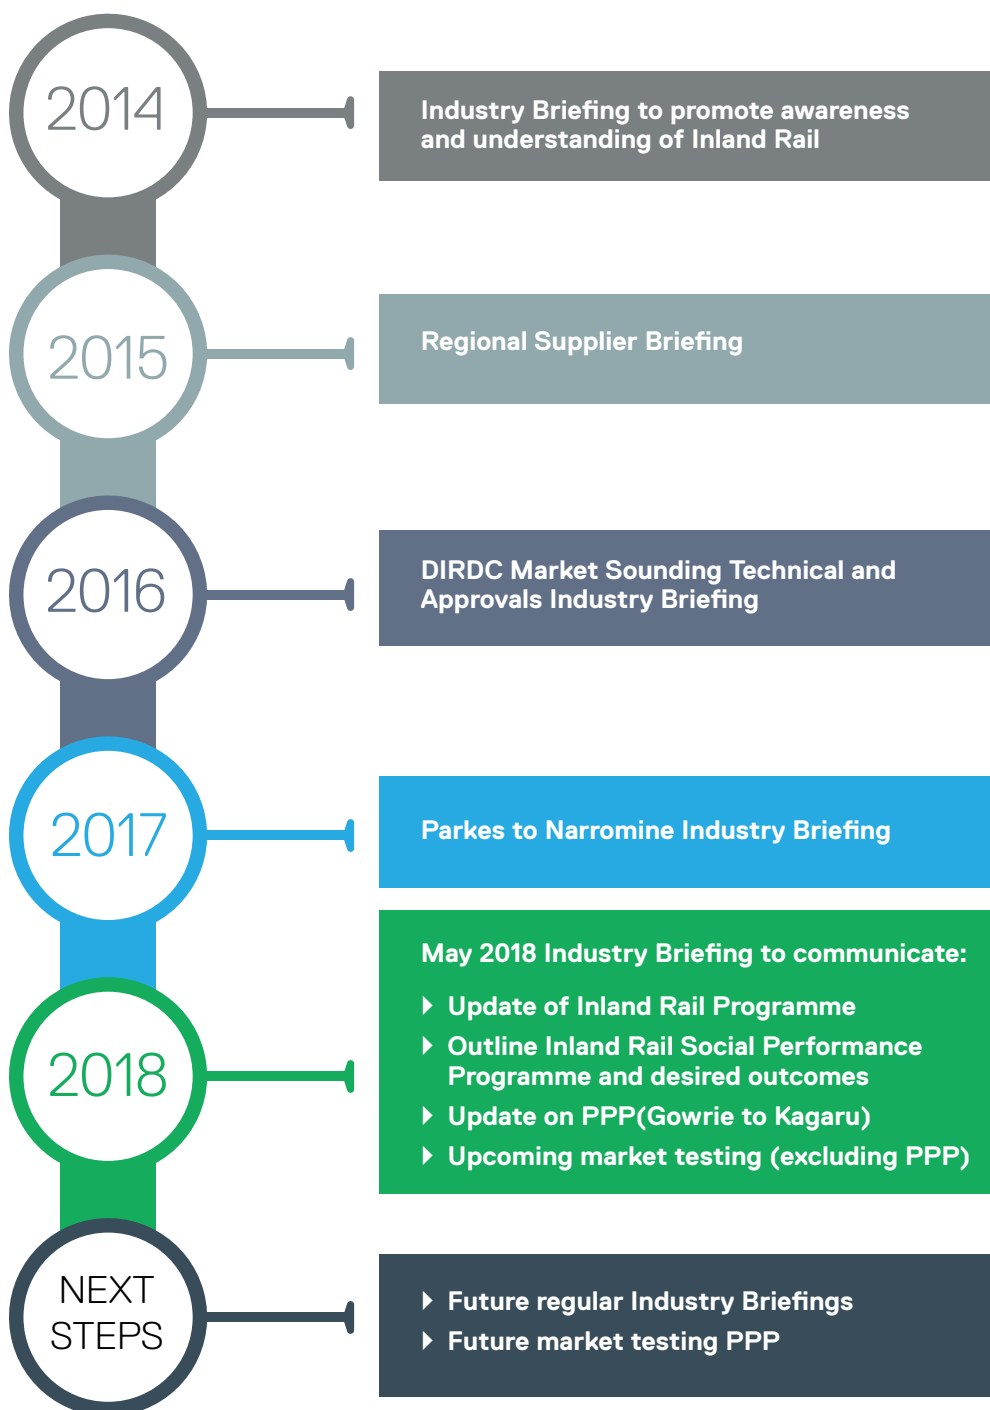 2014
Industry Briefing to promote awareness
and understanding of Inland Rail
2015
Regional Supplier Briefing
2016
DIRDC Market Sounding Technical and
Approvals Industry Briefing
2017
Parkes to Narromine Industry Briefing
2018
May 2018 Industry Briefing to communicate:
Update of Inland Rail Programme
Outline Inland Rail Social Performance
Programme and desired outcomes
Update on PPP(Gowrie to Kagaru)
Upcoming market testing (excluding PPP)
NEXT
STEPS
Future regular Industry Briefings
Future market testing PPP